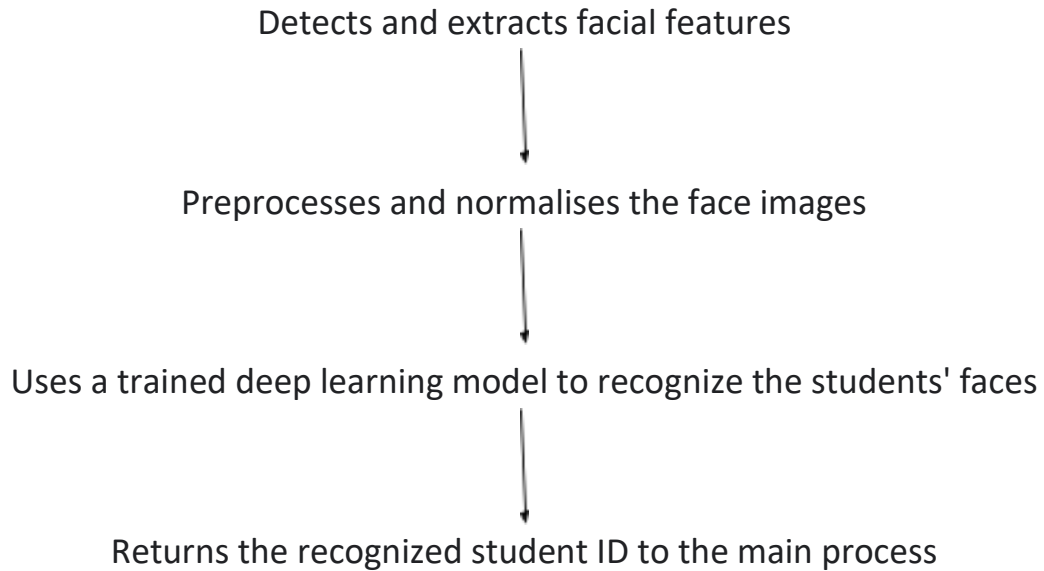 Detects and extracts facial features
Preprocesses and normalises the face images
Uses a trained deep learning model to recognize the students' faces
Returns the recognized student ID to the main process